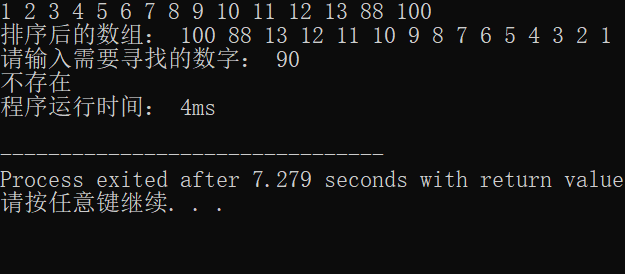 1 2 3 4 5 6 7 8 9 10 11 12 13 88 100
排序后的数组： 100 88 13 12 11 10 9 8 7 6 5 4 3 2 1
请输入需要寻找的数字： 90
不存在
程序运行时间： 4ms
--------------------------------
Process exited after 7.279 seconds with return value
请按任意键继续. . .